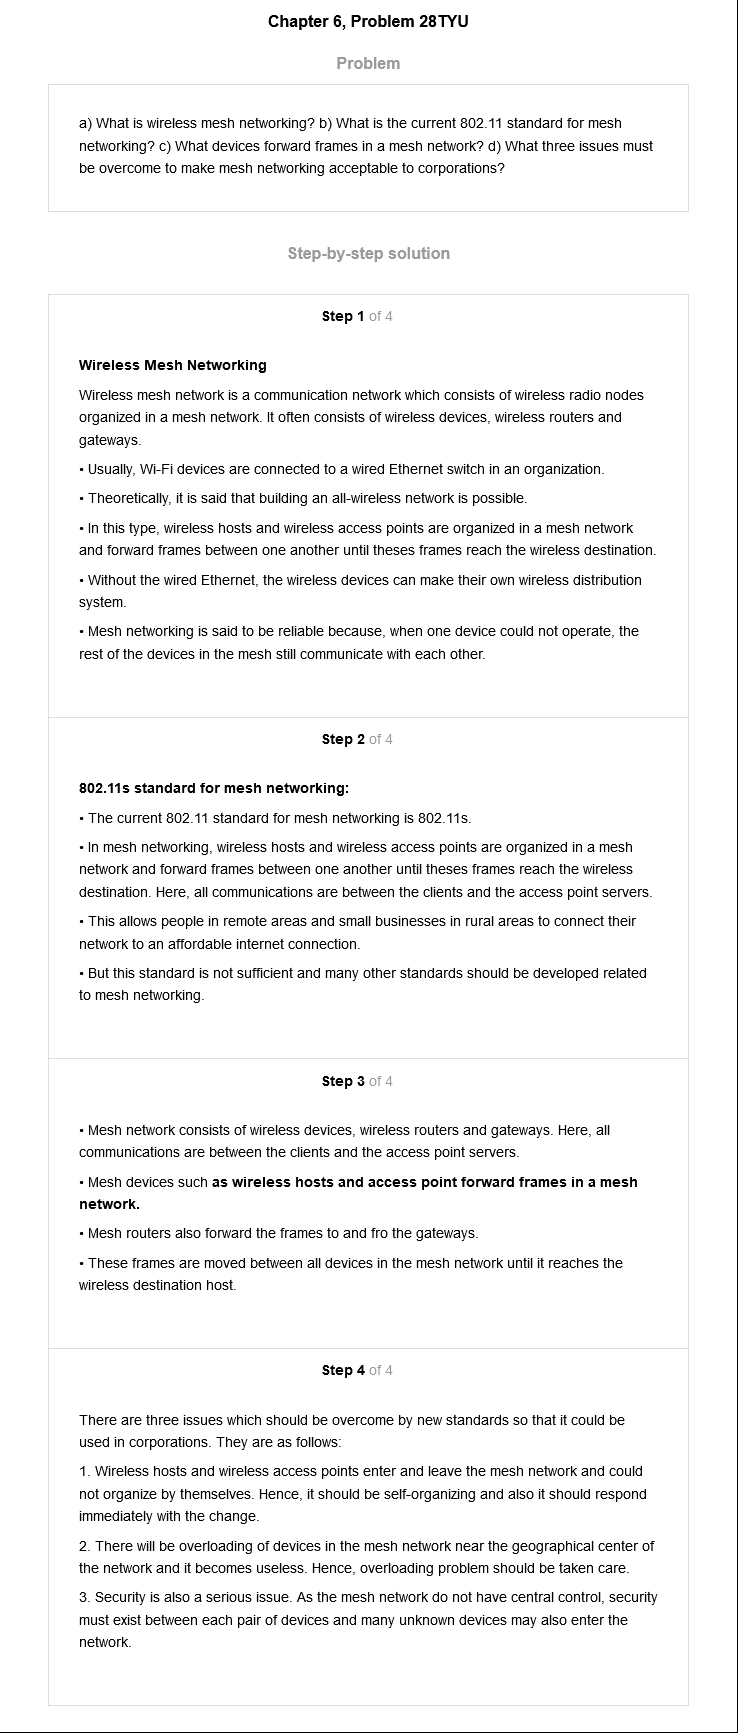 Chapter 6, Problem 28TYU
Problem
a) What is wireless mesh networking? b) What is the current 802.11 standard for mesh
networking? c) What devices forward frames in a mesh network? d) What three issues must
be overcome to make mesh networking acceptable to corporations?
Step-by-step solution
Step 1 of 4
Wireless Mesh Networking
Wireless mesh network is a communication network which consists of wireless radio nodes
organized in a mesh network. It often consists of wireless devices, wireless routers and
gateways.
• Usually, Wi-Fi devices are connected to a wired Ethernet switch in an organization.
• Theoretically, it is said that building an all-wireless network is possible.
• In this type, wireless hosts and wireless access points are organized in a mesh network
and forward frames between one another until theses frames reach the wireless destination.
• Without the wired Ethernet, the wireless devices can make their own wireless distribution
system.
• Mesh networking is said to be reliable because, when one device could not operate, the
rest of the devices in the mesh still communicate with each other.
Step 2 of 4
802.11s standard for mesh networking:
• The current 802.11 standard for mesh networking is 802.11s.
• In mesh networking, wireless hosts and wireless access points are organized in a mesh
network and forward frames between one another until theses frames reach the wireless
destination. Here, all communications are between the clients and the access point servers.
• This allows people in remote areas and small businesses in rural areas to connect their
network to an affordable internet connection.
• But this standard is not sufficient and many other standards should be developed related
to mesh networking.
Step 3 of 4
• Mesh network consists of wireless devices, wireless routers and gateways. Here, all
communications are between the clients and the access point servers.
• Mesh devices such as wireless hosts and access point forward frames in a mesh
network.
• Mesh routers also forward the frames to and fro the gateways.
• These frames are moved between all devices in the mesh network until it reaches the
wireless destination host.
Step 4 of 4
There are three issues which should be overcome by new standards so that it could be
used in corporations. They are as follows:
1. Wireless hosts and wireless access points enter and leave the mesh network and could
not organize by themselves. Hence, it should be self-organizing and also it should respond
immediately with the change.
2. There will be overloading of devices in the mesh network near the geographical center of
the network and it becomes useless. Hence, overloading problem should be taken care.
3. Security is also a serious issue. As the mesh network do not have central control, security
must exist between each pair of devices and many unknown devices may also enter the
network.